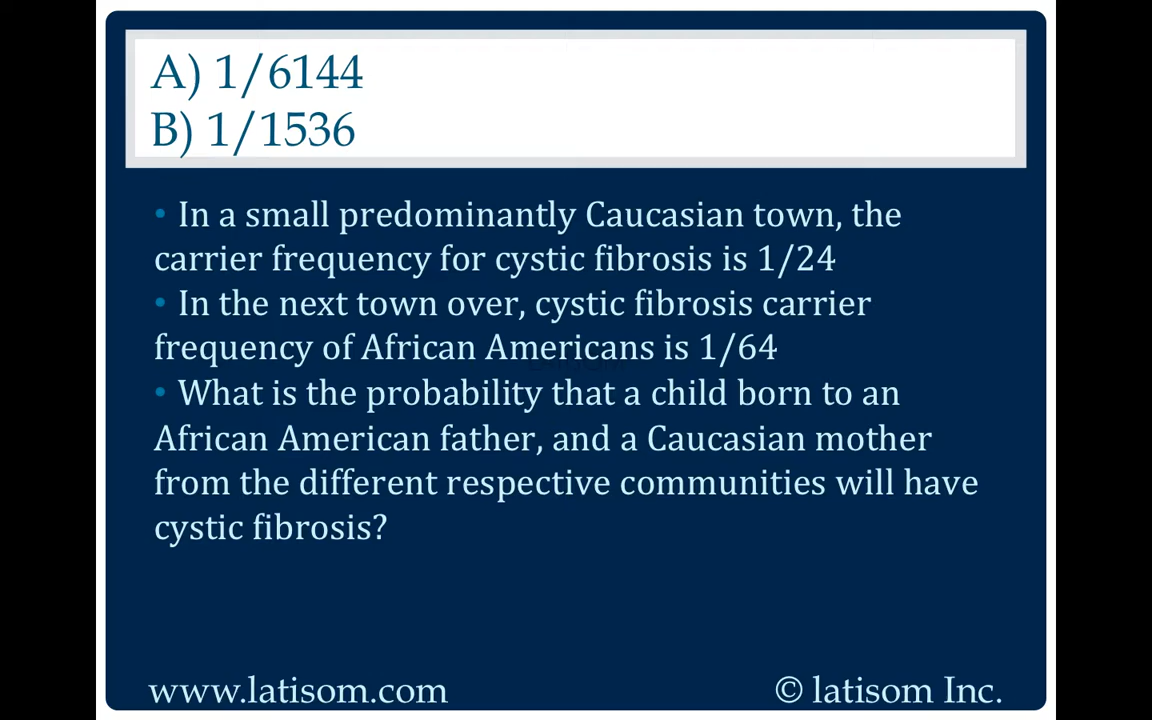 A) 1/6144
B) 1/1536
• In a small predominantly Caucasian town, the
carrier frequency for cystic fibrosis is 1/24
• In the next town over, cystic fibrosis carrier
frequency of African Americans is 1/64
• What is the probability that a child born to an
African American father, and a Caucasian mother
from the different respective communities will have
cystic fibrosis?
www.latisom.com
© latisom Inc.